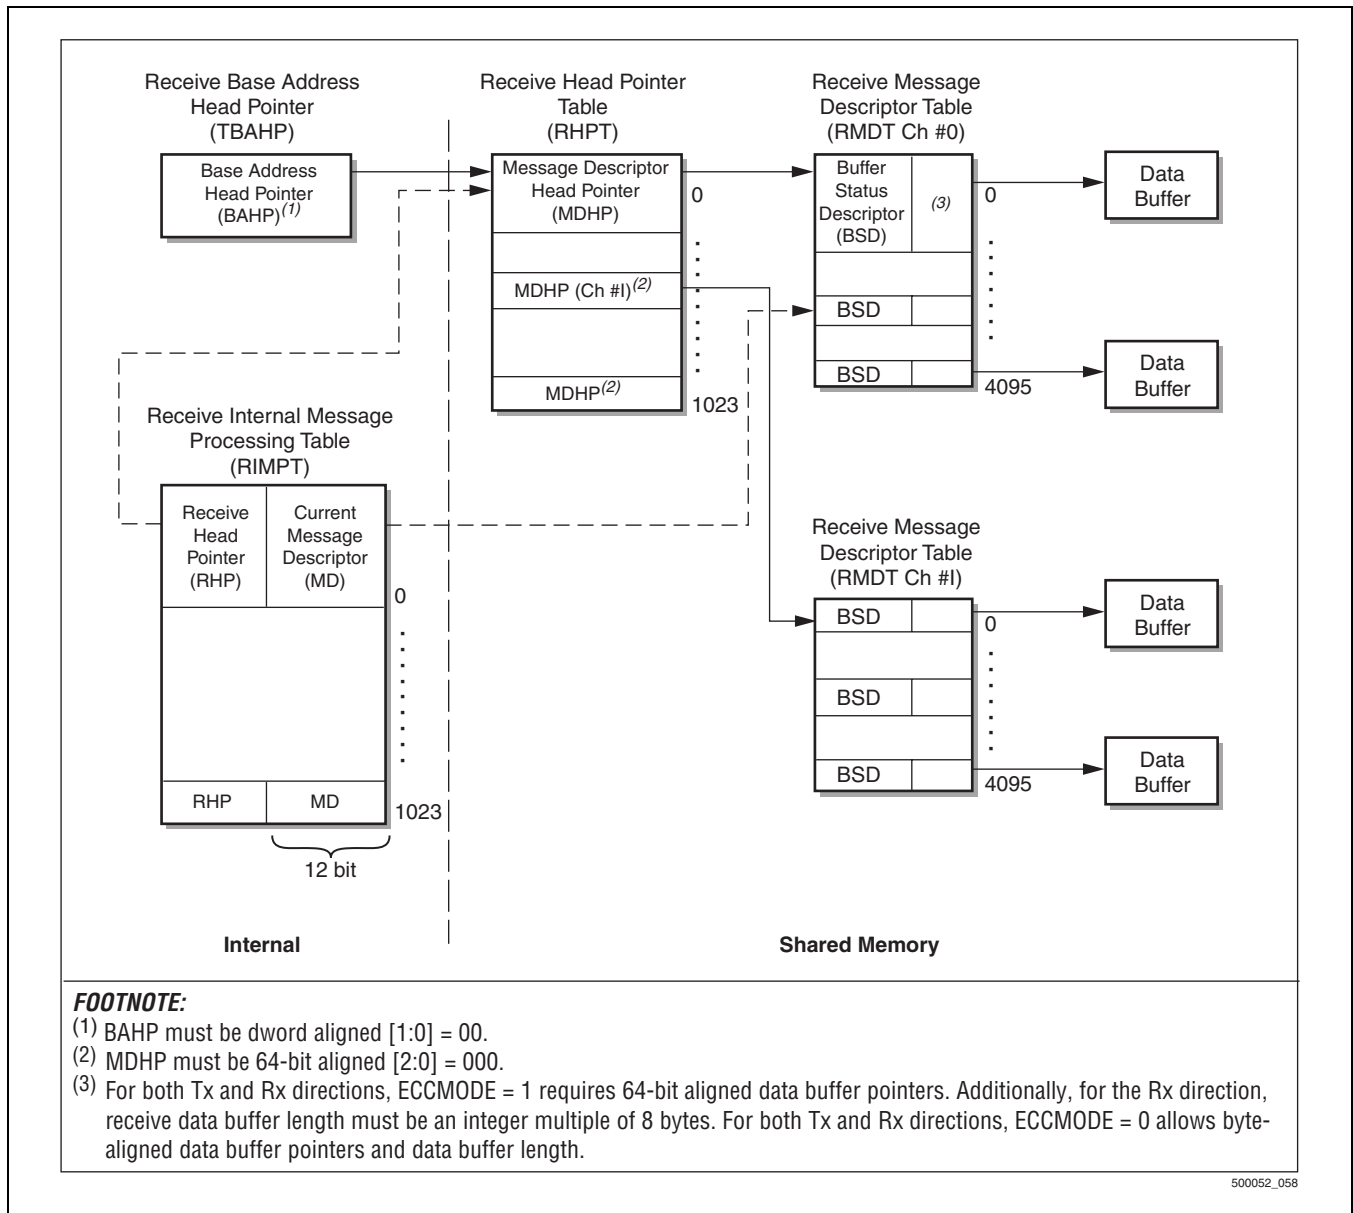 Receive Base Address
Head Pointer
(TBAHP)
Base Address
Head Pointer
(BAHP)(1)
Receive Head Pointer
Table
(RHPT)
Message Descriptor
Head Pointer
(MDHP)
0
MDHP (Ch #I)(2)
MDHP(2)
1023
Receive Message
Descriptor Table
(RMDT Ch #0)
Buffer
Status
Descriptor
(BSD)
(3)
0
BSD
BSD
4095
Data
Buffer
Data
Buffer
Receive Internal Message
Processing Table
(RIMPT)
Receive
Head
Pointer
(RHP)
Current
Message
Descriptor
(MD)
0
RHP
MD
1023
12 bit
Receive Message
Descriptor Table
(RMDT Ch #I)
BSD
0
BSD
BSD
4095
Data
Buffer
Data
Buffer
Internal
Shared Memory
FOOTNOTE:
(1) BAHP must be dword aligned [1:0] = 00.
(2) MDHP must be 64-bit aligned [2:0] = 000.
(3) For both Tx and Rx directions, ECCMODE = 1 requires 64-bit aligned data buffer pointers. Additionally, for the Rx direction,
receive data buffer length must be an integer multiple of 8 bytes. For both Tx and Rx directions, ECCMODE = 0 allows byte-
aligned data buffer pointers and data buffer length.
500052_058